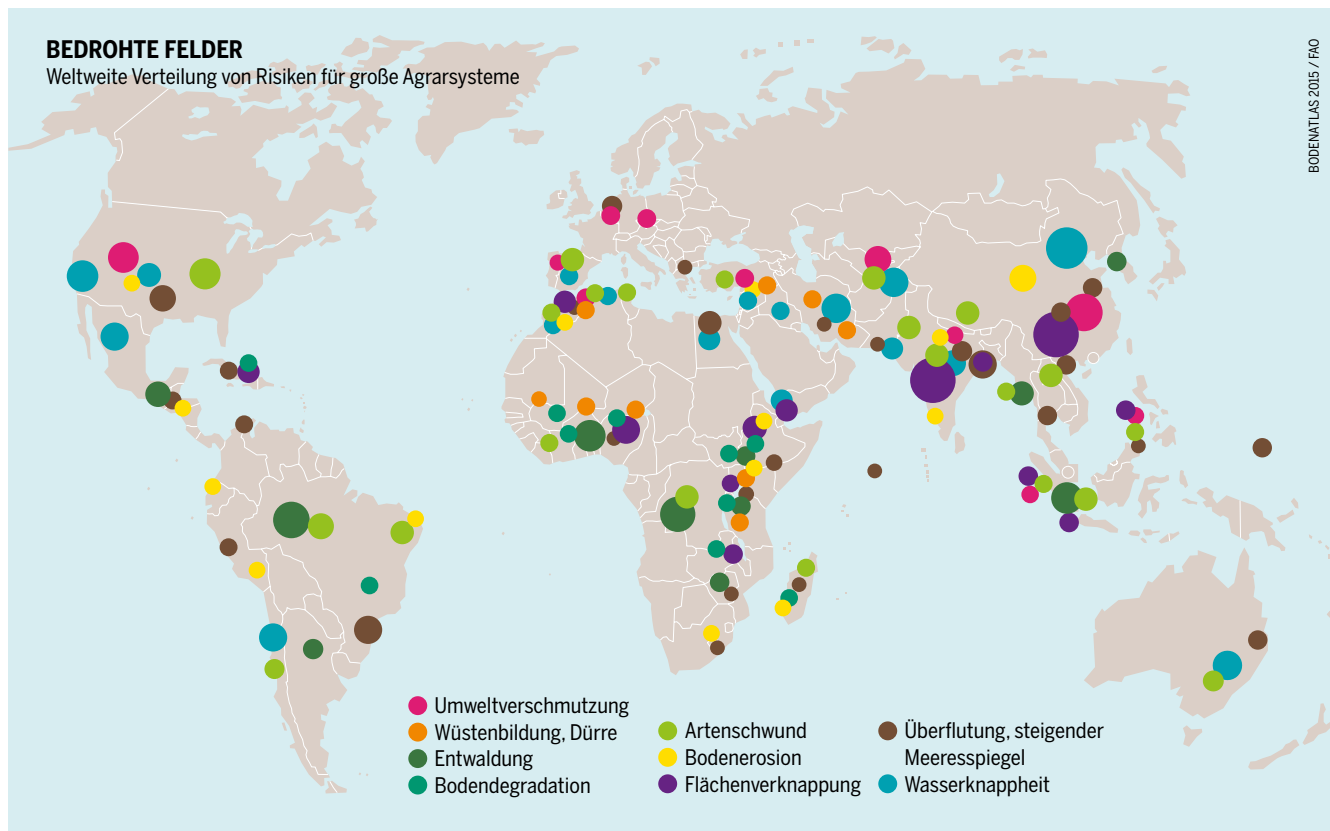 BEDROHTE FELDER
Weltweite Verteilung von Risiken für große Agrarsysteme
BODENATLAS 2015 / FAO
Umweltverschmutzung
Wüstenbildung, Dürre
Entwaldung
Bodendegradation
Artenschwund
Bodenerosion
Flächenverknappung
Überflutung, steigender
Meeresspiegel
Wasserknappheit